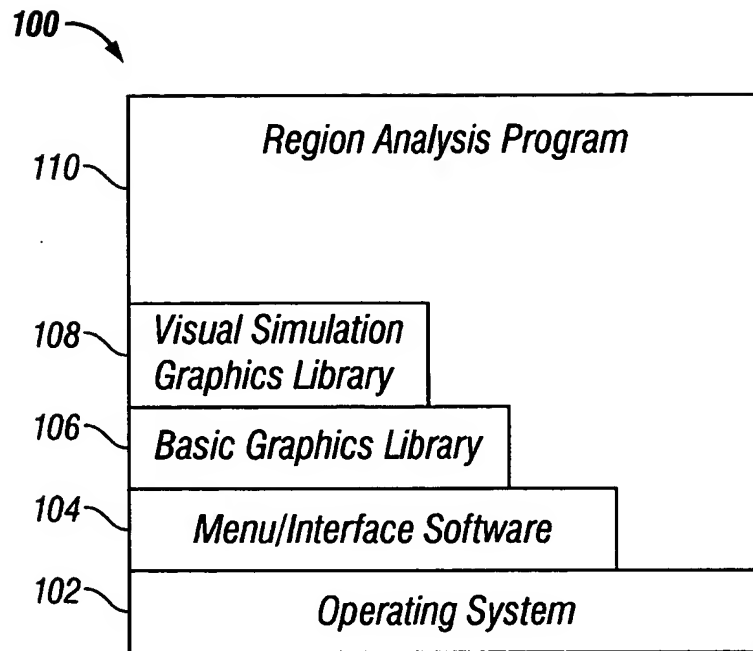 100
Region Analysis Program
110
108
Visual Simulation
Graphics Library
106
Basic Graphics Library
104
Menu/Interface Software
102
Operating System